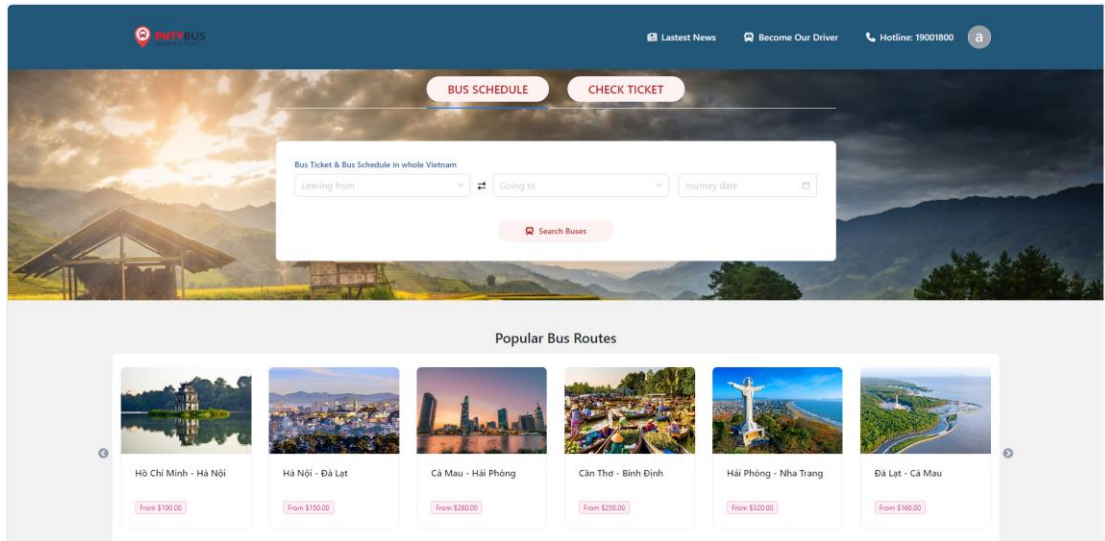 PHTVBUS
Lastest News
Become Our Driver
Hotline: 19001800
a
BUS SCHEDULE
CHECK TICKET
Bus Ticket & Bus Schedule in whole Vietnam
Leaving from
Going to
Journey date
Search Buses
Popular Bus Routes
Hồ Chí Minh - Hà Nội
Hà Nội - Đà Lạt
Cà Mau - Hải Phòng
Cần Thơ - Bình Định
Hải Phòng - Nha Trang
Đà Lạt - Cà Mau
From $100.00
From $150.00
From $280.00
From $250.00
From $320.00
From $160.00